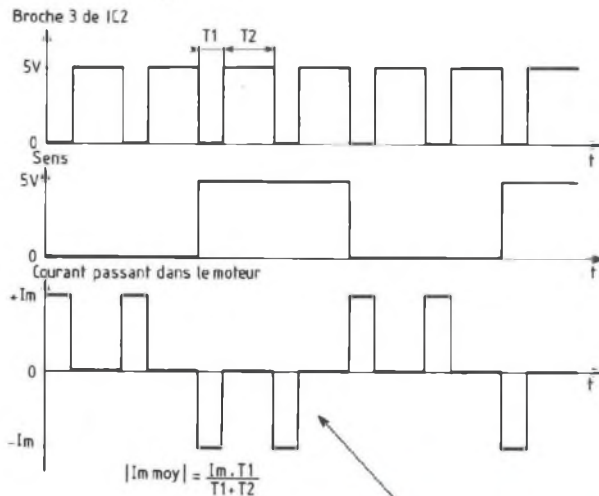 Broche 3 de IC2
T1 T2
5V
0
t
Sens
5V
0
t
Courant passant dans le moteur
+Im
0
t
-Im
|Im moy| = Im . T1
T1+T2